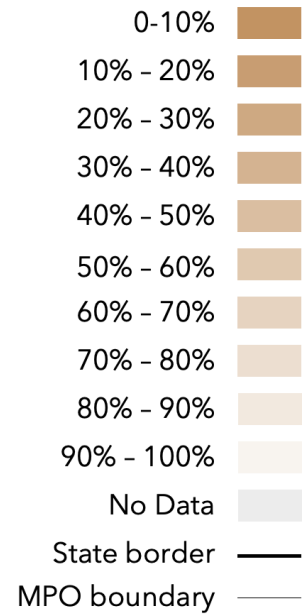 0-10%
10% – 20%
20% – 30%
30% – 40%
40% – 50%
50% – 60%
60% – 70%
70% – 80%
80% – 90%
90% – 100%
No Data
State border
MPO boundary